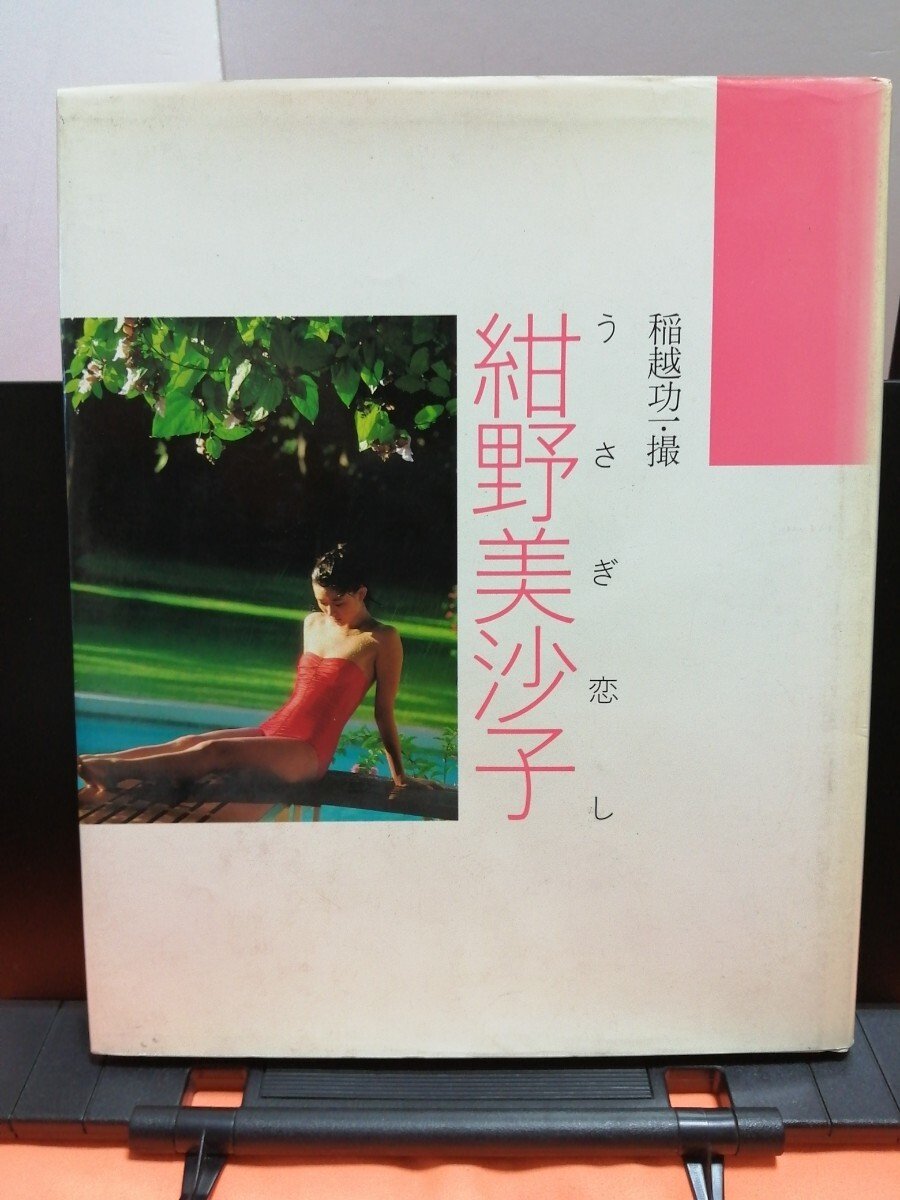 稲越功一・撮
うさぎ恋し
紺野美沙子